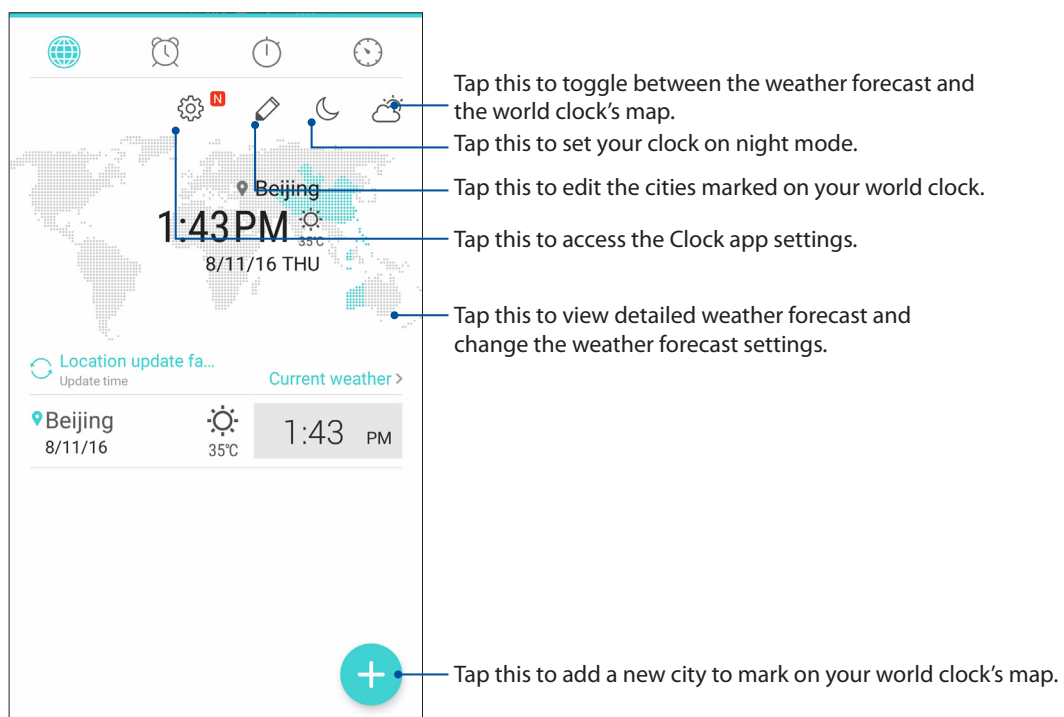 N
Tap this to toggle between the weather forecast and
the world clock's map.
Tap this to set your clock on night mode.
Beijing
Tap this to edit the cities marked on your world clock.
1:43PM
35°C
Tap this to access the Clock app settings.
8/11/16 THU
Tap this to view detailed weather forecast and
change the weather forecast settings.
Location update fa...
Update time
Current weather >
Beijing
8/11/16
35°C
1:43 PM
Tap this to add a new city to mark on your world clock's map.